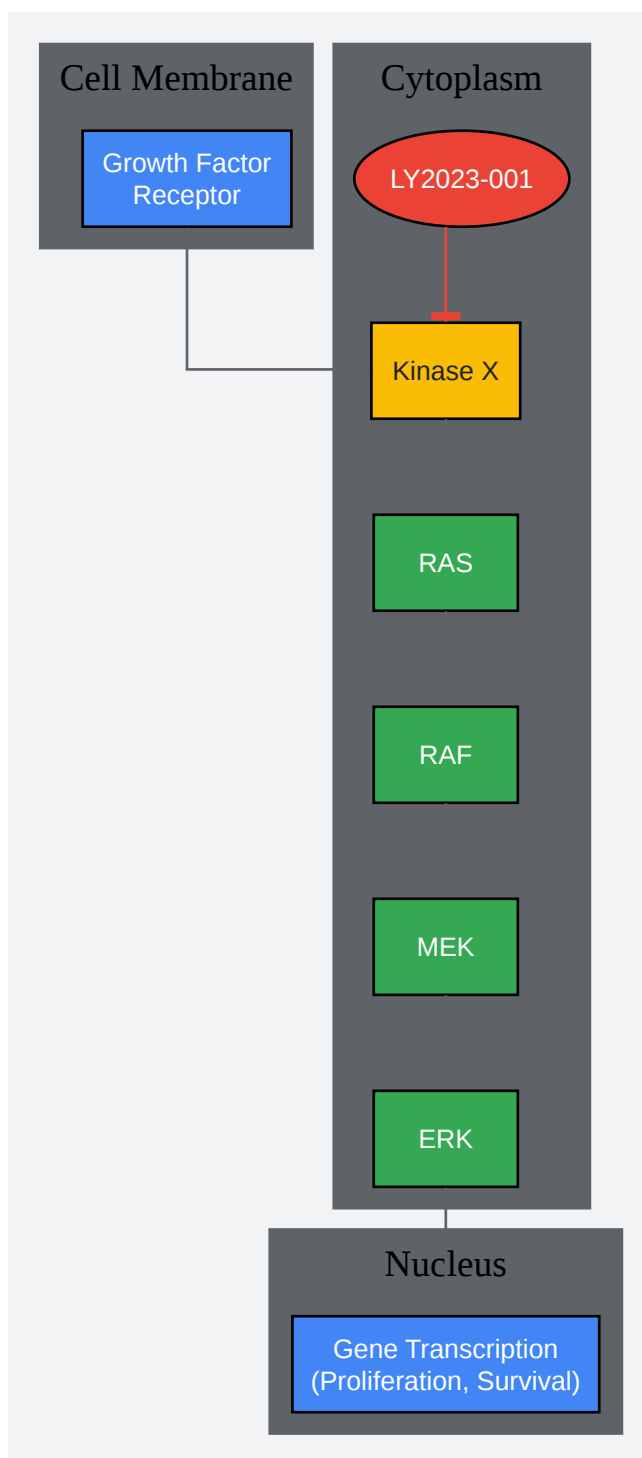 Cell Membrane
Growth Factor
Receptor
Cytoplasm
LY2023-001
Kinase X
RAS
RAF
MEK
ERK
Nucleus
Gene Transcription
(Proliferation, Survival)